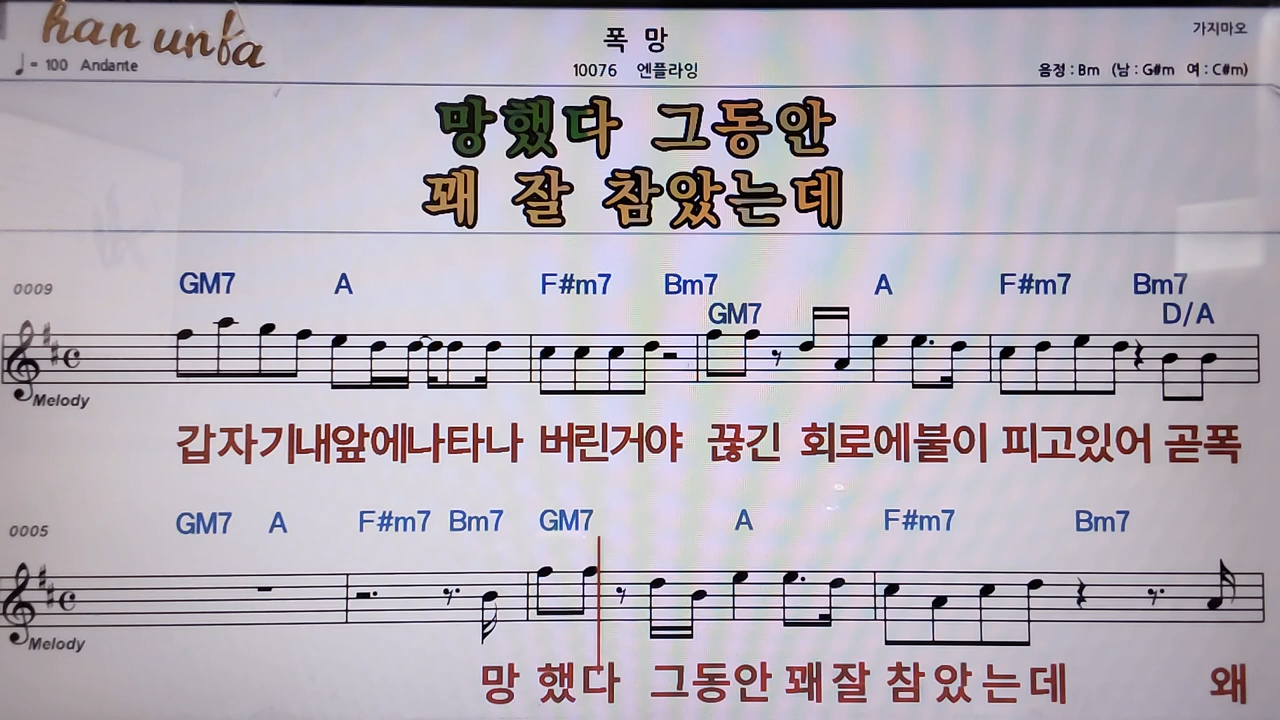 han unba
가지마오
폭 망
♩= 100 Andante
10076 엔플라잉
음정 : Bm (남 : G#m 여 : C#m)
망했다 그동안
꽤 잘 참았는데
0009 GM7 A F#m7 Bm7 A F#m7 Bm7
GM7 D/A
Melody
갑자기내앞에나타나 버린거야 끊긴 회로에불이 피고있어 곧폭
0005 GM7 A F#m7 Bm7 GM7 A F#m7 Bm7
Melody
망 했다 그동안 꽤잘 참았는데 왜